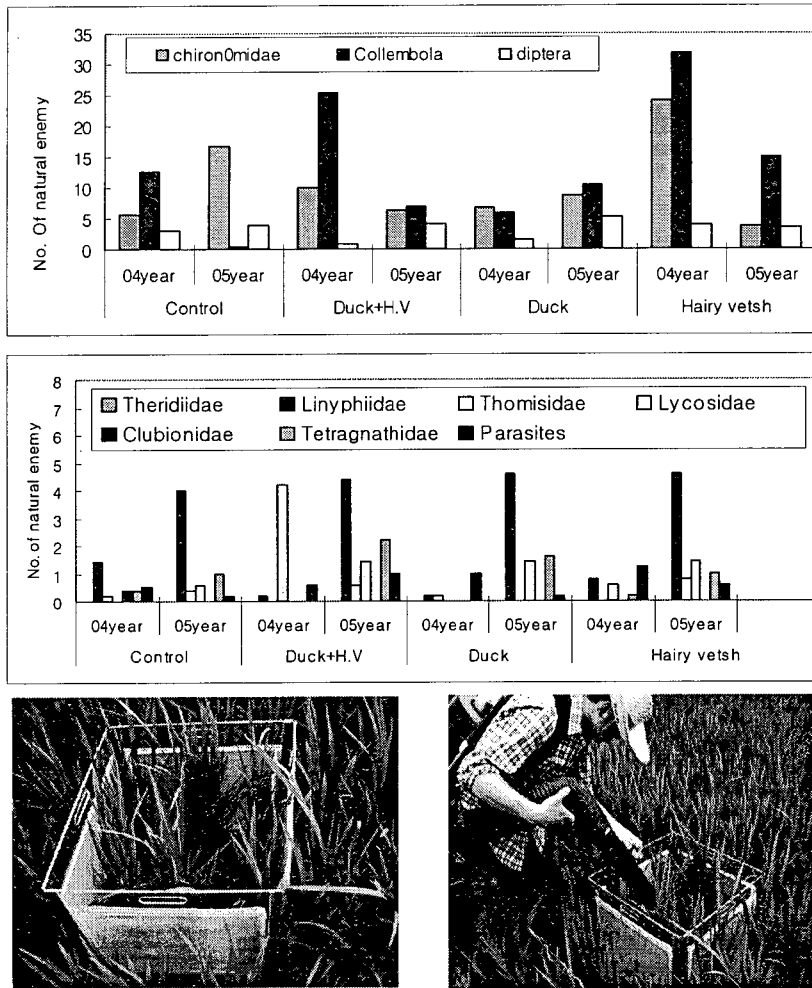 35
30
25
20
15
10
5
0
No. Of natural enemy
chiron0midae Collembola diptera
04year 05year 04year 05year 04year 05year 04year 05year
Control Duck+H.V Duck Hairy vetsh
8
7
6
5
4
3
2
1
0
No. of natural enemy
Theridiidae Linyphiidae Thomisidae Lycosidae
Clubionidae Tetragnathidae Parasites
04year 05year 04year 05year 04year 05year 04year 05year
Control Duck+H.V Duck Hairy vetsh